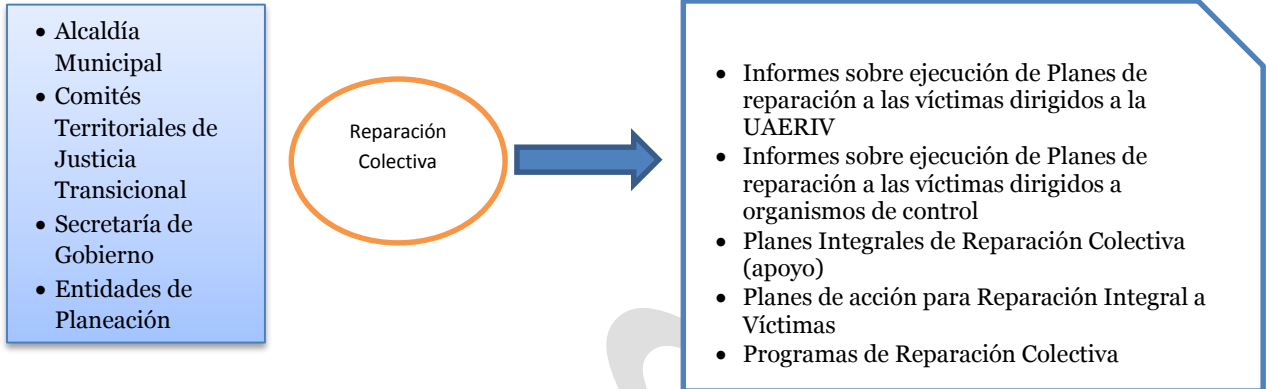 • Alcaldía
Municipal
• Comités
Territoriales de
Justicia
Transicional
• Secretaría de
Gobierno
• Entidades de
Planeación
Reparación
Colectiva
• Informes sobre ejecución de Planes de
reparación a las víctimas dirigidos a la
UAERIV
• Informes sobre ejecución de Planes de
reparación a las víctimas dirigidos a
organismos de control
• Planes Integrales de Reparación Colectiva
(apoyo)
• Planes de acción para Reparación Integral a
Víctimas
• Programas de Reparación Colectiva